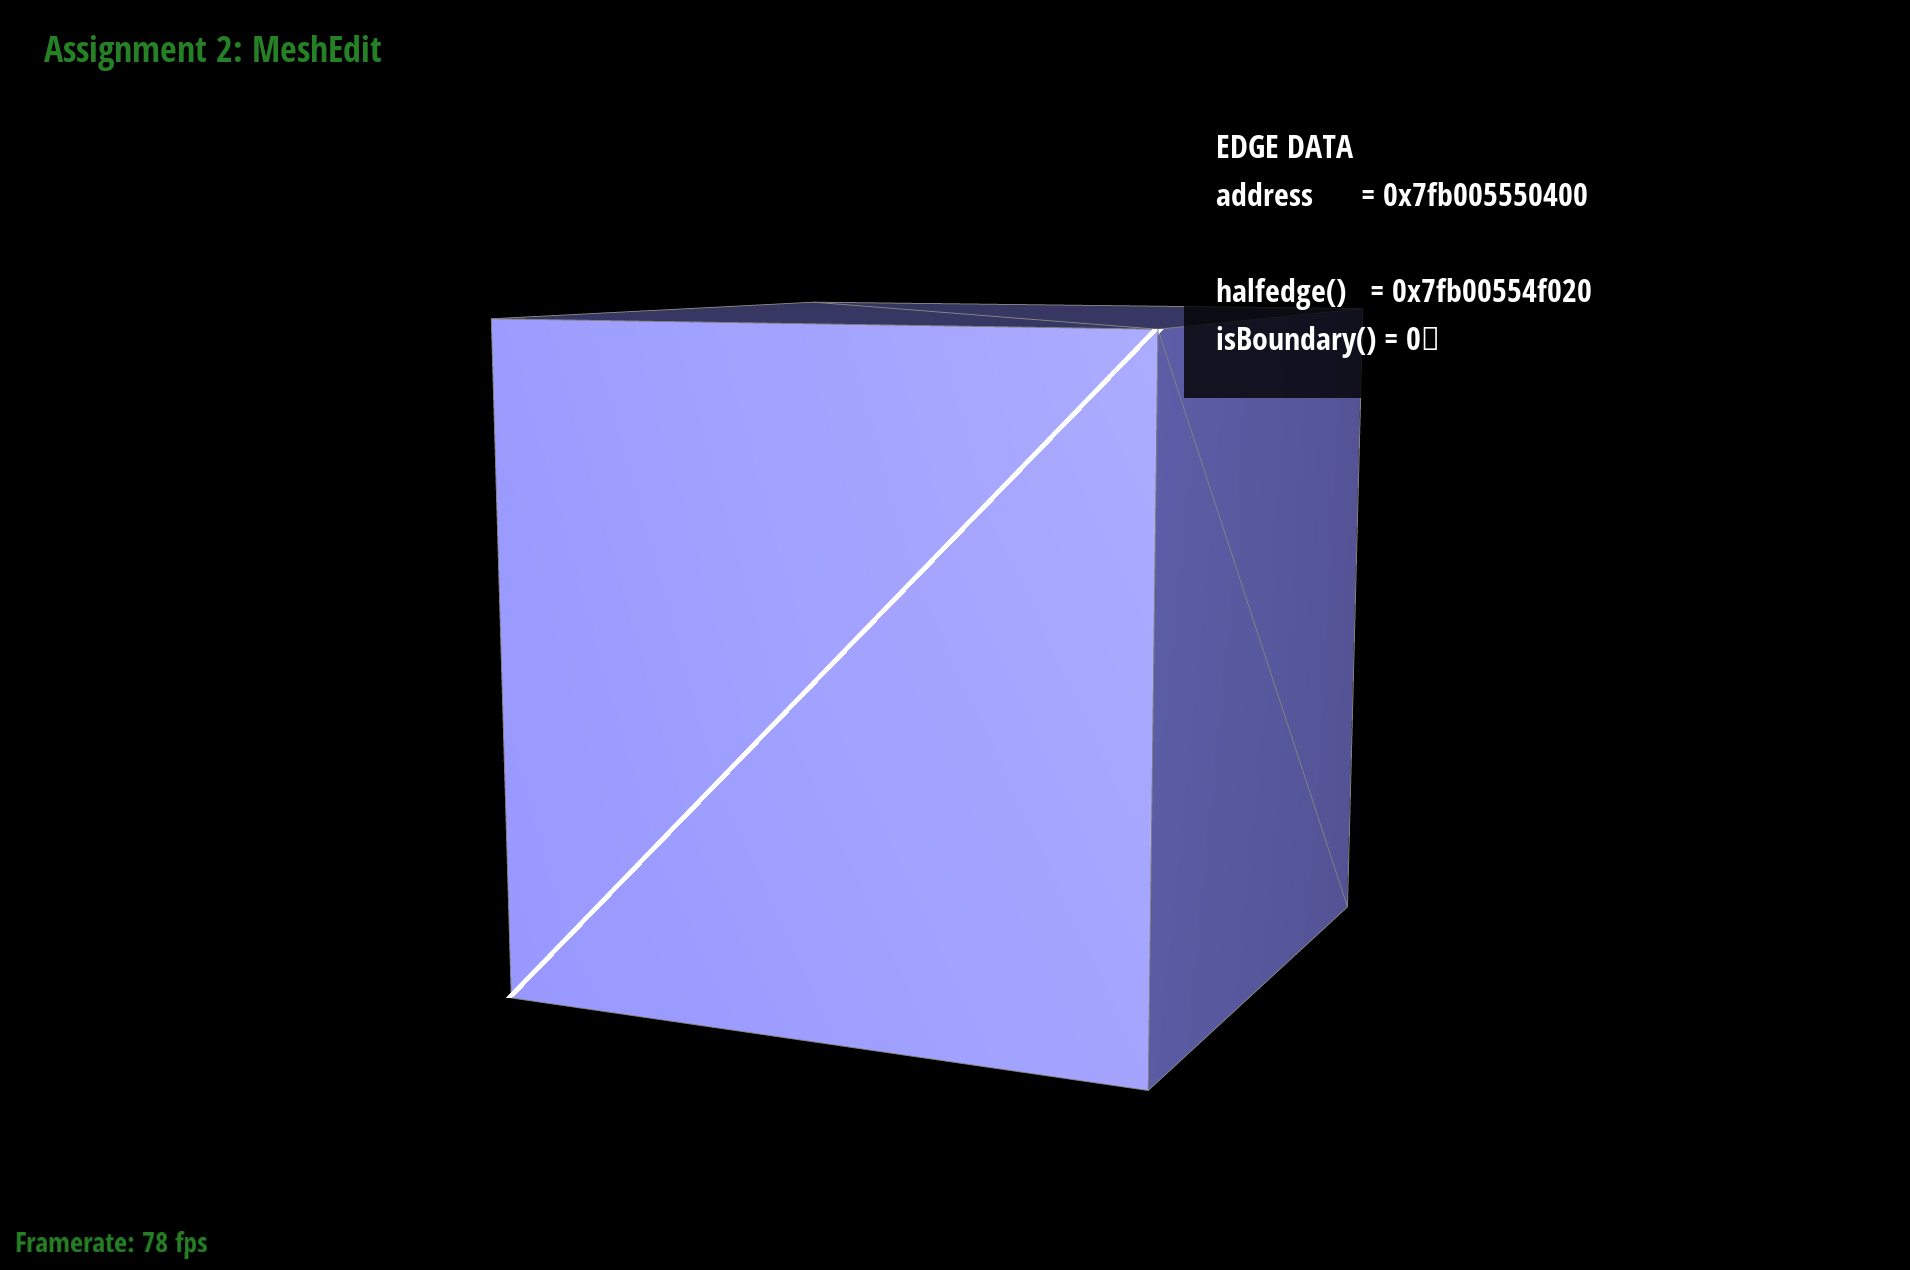 Assignment 2: MeshEdit
EDGE DATA
address = 0x7fb005550400
halfedge() = 0x7fb00554f020
isBoundary() = 0
Framerate: 78 fps